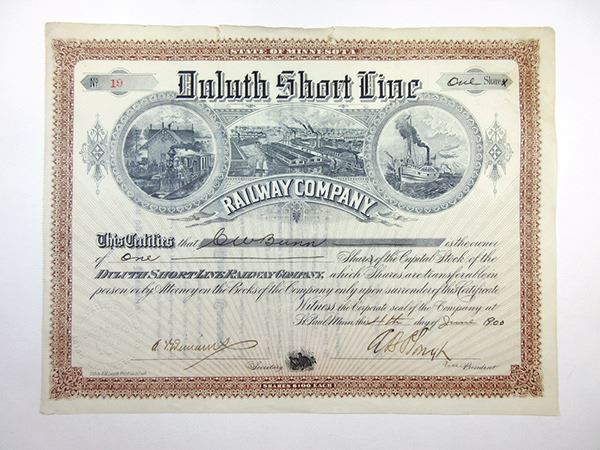 STATE OF MINNESOTA
No 19
One Share
Duluth Short Line
RAILWAY COMPANY.
This Certifies that C W Bunn is the owner
of One Shares of the Capital Stock of the
DULUTH SHORT LINE RAILWAY COMPANY, which Shares are transferable in
person or by Attorney on the Books of the Company only upon surrender of this Certificate
Witness the Corporate seal of the Company at
St Paul Minn. this 4th day of June 1900
Secretary
Vice President
SHARES $100 EACH